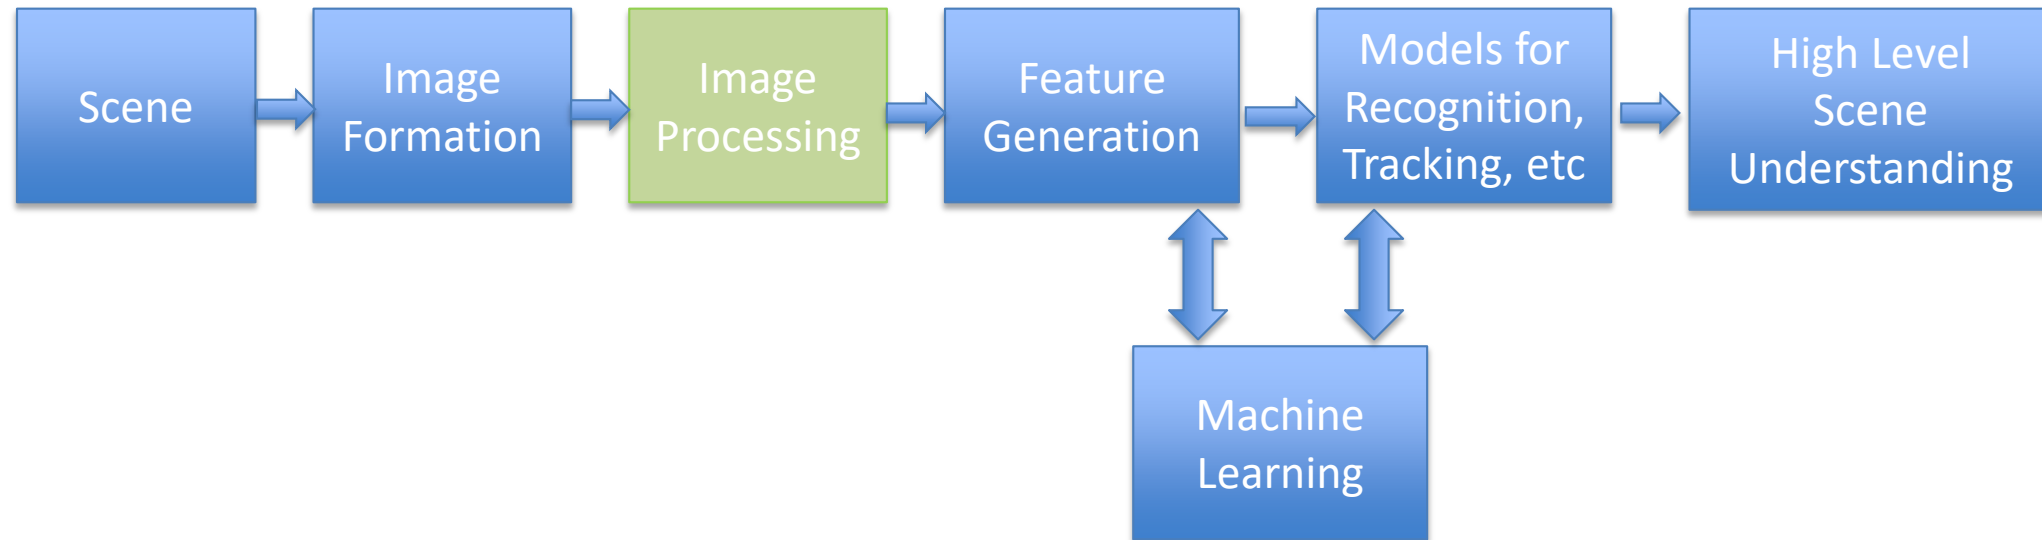 Scene
Image
Formation
Image
Processing
Feature
Generation
Models for
Recognition,
Tracking, etc
High Level
Scene
Understanding
Machine
Learning